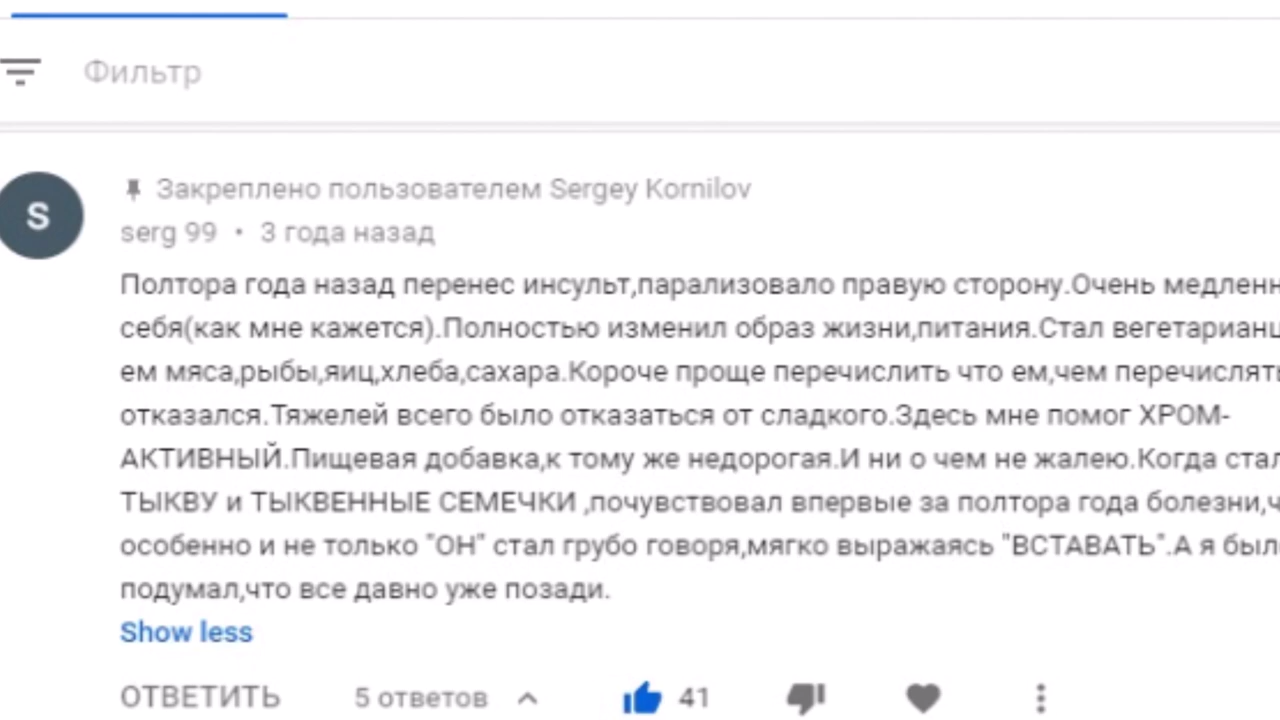 Фильтр
S
Закреплено пользователем Sergey Kornilov
serg 99 • 3 года назад
Полтора года назад перенес инсульт,парализовало правую сторону.Очень
себя(как мне кажется).Полностью изменил образ жизни,питания.Стал
ем мяса,рыбы,яиц,хлеба,сахара.Короче проще перечислить что ем,чем
отказался.Тяжелей всего было отказаться от сладкого.Здесь мне помог ХРОМ-
АКТИВНЫЙ.Пищевая добавка,к тому же недорогая.И ни о чем не жалею.Когда
ТЫКВУ и ТЫКВЕННЫЕ СЕМЕЧКИ ,почувствовал впервые за полтора года болезни,
особенно и не только "ОН" стал грубо говоря,мягко выражаясь "ВСТАВАТЬ".А я
подумал,что все давно уже позади.
Show less
ОТВЕТИТЬ 5 ответов 41